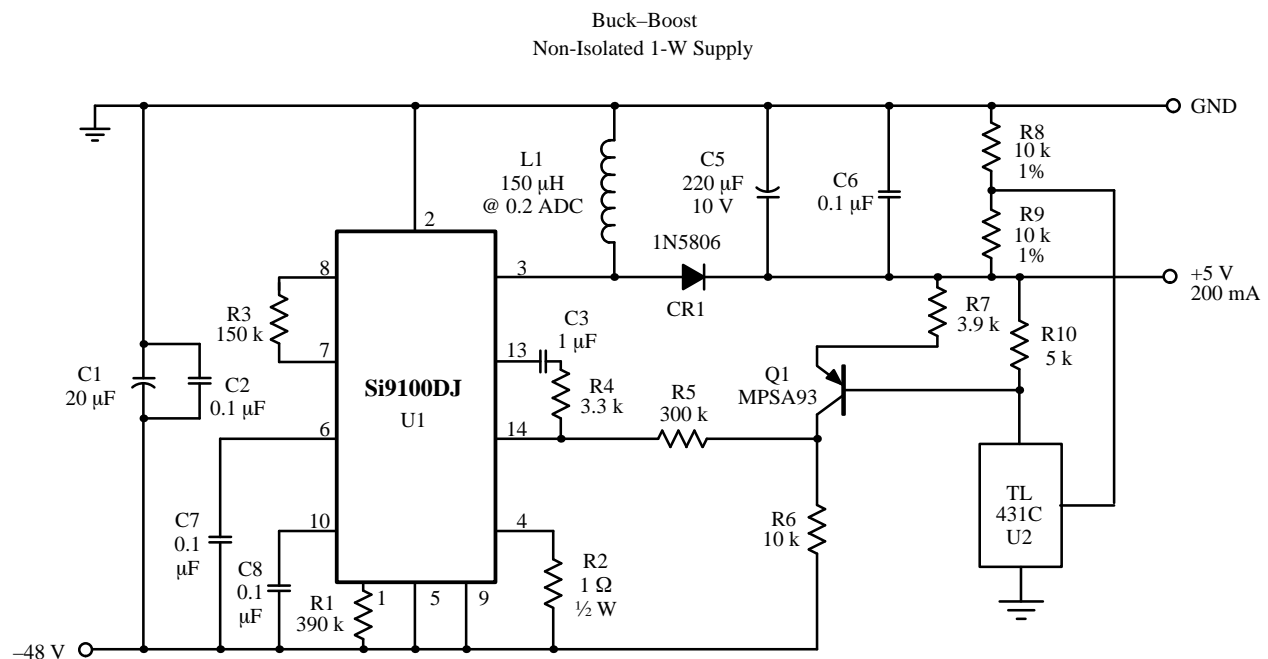 Buck–Boost
Non-Isolated 1-W Supply
GND
R8
10 k
1%
L1
150 µH
@ 0.2 ADC
C5
220 µF
10 V
C6
0.1 µF
2
R9
10 k
1%
1N5806
8
3
+5 V
200 mA
CR1
R7
3.9 k
R3
150 k
C3
1 µF
R10
5 k
7
13
C1
20 µF
C2
0.1 µF
Si9100DJ
U1
R4
3.3 k
Q1
MPSA93
R5
300 k
6
14
TL
431C
U2
C7
0.1
µF
10
4
R6
10 k
C8
0.1
µF
R2
1 Ω
½ W
R1
390 k
1
5
9
–48 V